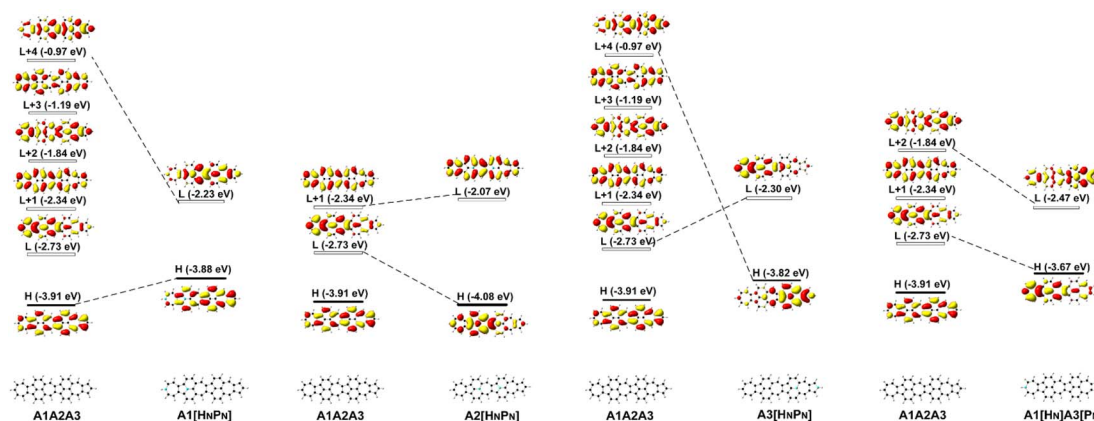 L+4 (-0.97 eV)
L+3 (-1.19 eV)
L+2 (-1.84 eV)
L+1 (-2.34 eV)
L (-2.73 eV)
H (-3.91 eV)
A1A2A3
L (-2.23 eV)
H (-3.88 eV)
A1[HNPN]
L+1 (-2.34 eV)
L (-2.73 eV)
H (-3.91 eV)
A1A2A3
L (-2.07 eV)
H (-4.08 eV)
A2[HNPN]
L+4 (-0.97 eV)
L+3 (-1.19 eV)
L+2 (-1.84 eV)
L+1 (-2.34 eV)
L (-2.73 eV)
H (-3.91 eV)
A1A2A3
L (-2.30 eV)
H (-3.82 eV)
A3[HNPN]
L+2 (-1.84 eV)
L+1 (-2.34 eV)
L (-2.73 eV)
H (-3.91 eV)
A1A2A3
L (-2.47 eV)
H (-3.67 eV)
A1[HN]A3[PN